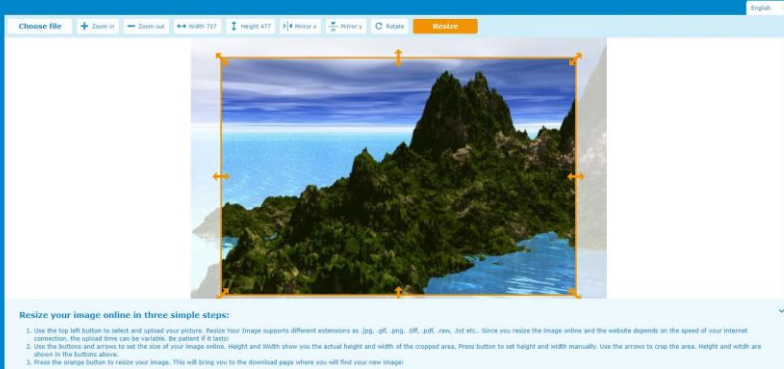 English
Choose file
Zoom in
Zoom out
Width 717
Height 477
Mirror x
Mirror y
Rotate
Resize
Resize your image online in three simple steps:
1. Use the top left button to select and upload your picture. Resize Your Image supports different extensions as .jpg, .gif, .png, .tiff, .pdf, .raw, .txt etc.. Since you resize the image online and the website depends on the speed of your internet
connection, the upload time can be variable. Be patient if it lasts!
2. Use the buttons and arrows to set the size of your image online. Height and Width show you the actual height and width of the cropped area, Press button to set height and width manually. Use the arrows to crop the area. Height and witdh are
shown in the buttons above.
3. Press the orange button to resize your image. This will bring you to the download page where you will find your new image!